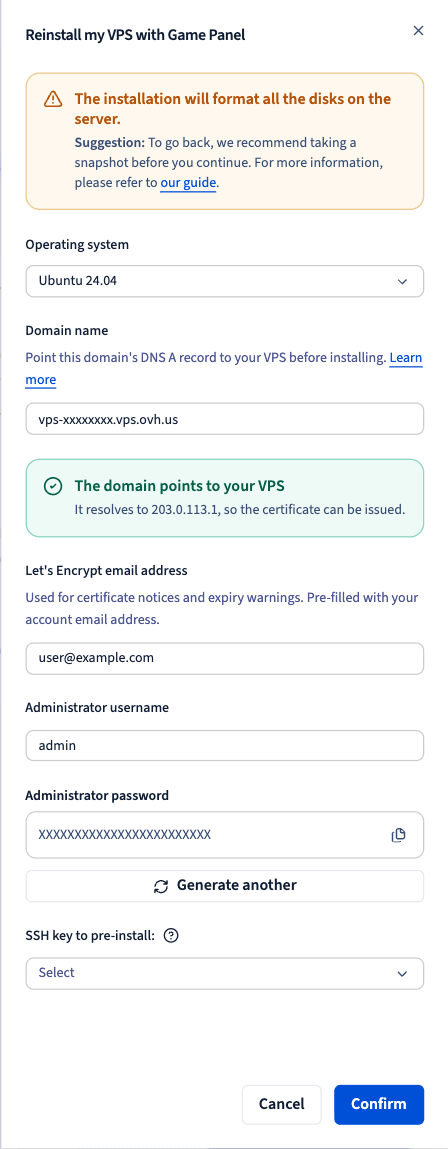 Reinstall my VPS with Game Panel
The installation will format all the disks on the
server.
Suggestion: To go back, we recommend taking a
snapshot before you continue. For more information,
please refer to our guide.
Operating system
Ubuntu 24.04
Domain name
Point this domain's DNS A record to your VPS before installing. Learn
more
vps-xxxxxxxx.vps.ovh.us
The domain points to your VPS
It resolves to 203.0.113.1, so the certificate can be issued.
Let's Encrypt email address
Used for certificate notices and expiry warnings. Pre-filled with your
account email address.
user@example.com
Administrator username
admin
Administrator password
XXXXXXXXXXXXXXXXXXXXXXXX
Generate another
SSH key to pre-install:
Select
Cancel
Confirm